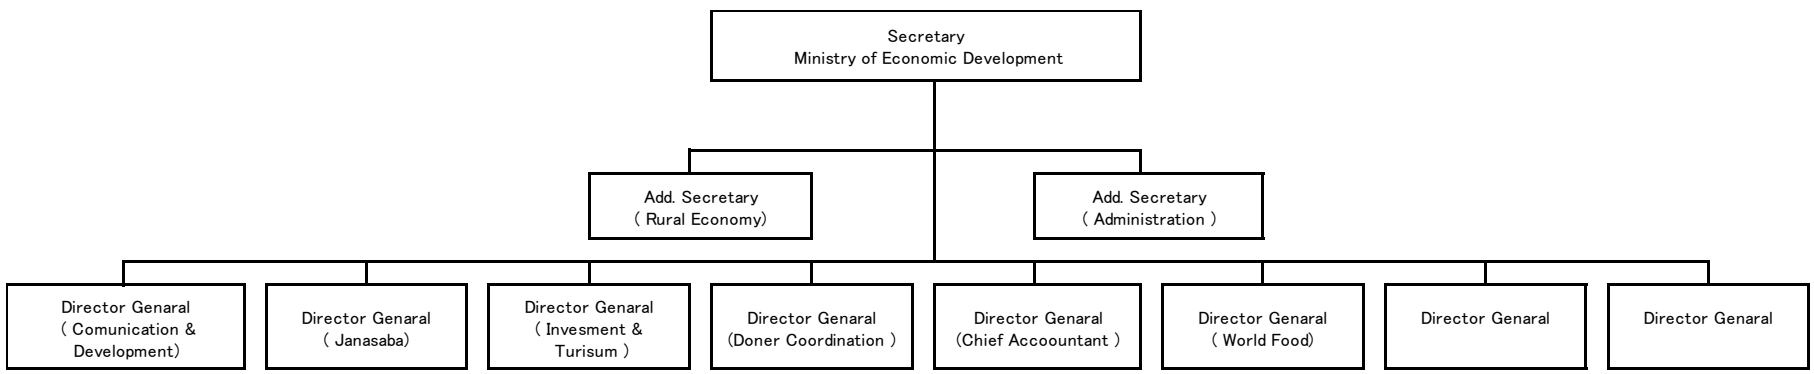 Secretary
Ministry of Economic Development
Add. Secretary
( Rural Economy)
Add. Secretary
( Administration )
Director Genaral
( Comunication &
Development)
Director Genaral
( Janasaba)
Director Genaral
( Invesment &
Turisum )
Director Genaral
(Doner Coordination )
Director Genaral
(Chief Accoountant )
Director Genaral
( World Food)
Director Genaral
Director Genaral